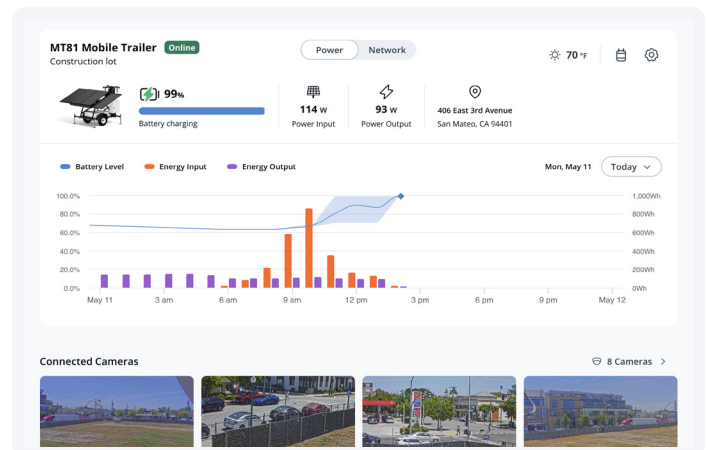 MT81 Mobile Trailer Online
Construction lot
Power Network
70 °F
99%
Battery charging
114 W
Power Input
93 W
Power Output
406 East 3rd Avenue
San Mateo, CA 94401
Battery Level Energy Input Energy Output
Mon, May 11 Today
100.0% 1,000Wh
80.0% 800Wh
60.0% 600Wh
40.0% 400Wh
20.0% 200Wh
0.0% 0Wh
May 11 3 am 6 am 9 am 12 pm 3 pm 6 pm 9 pm May 12
Connected Cameras 8 Cameras